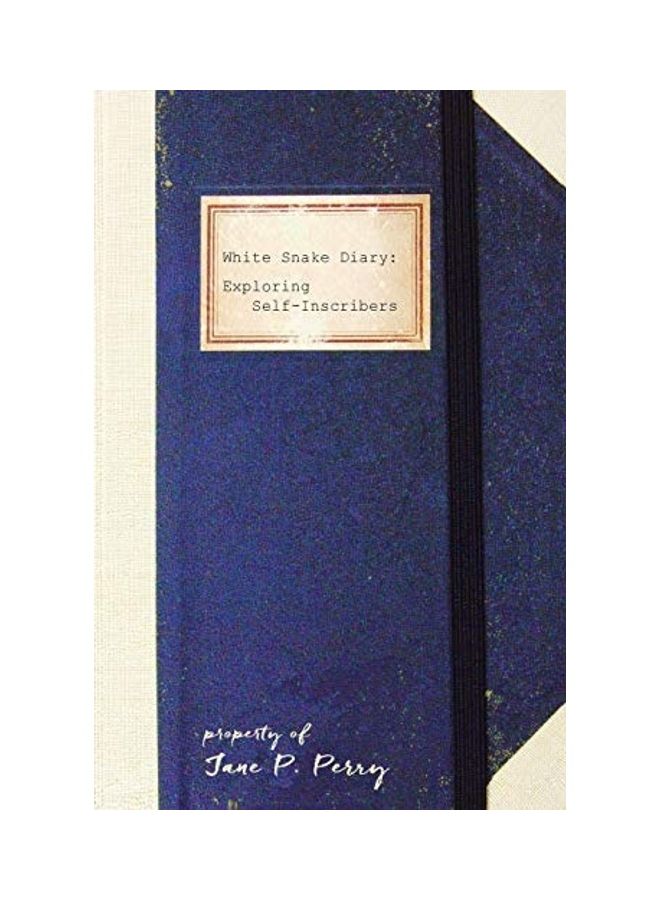 White Snake Diary:
Exploring
Self-Inscribers
property of
Jane P. Perry